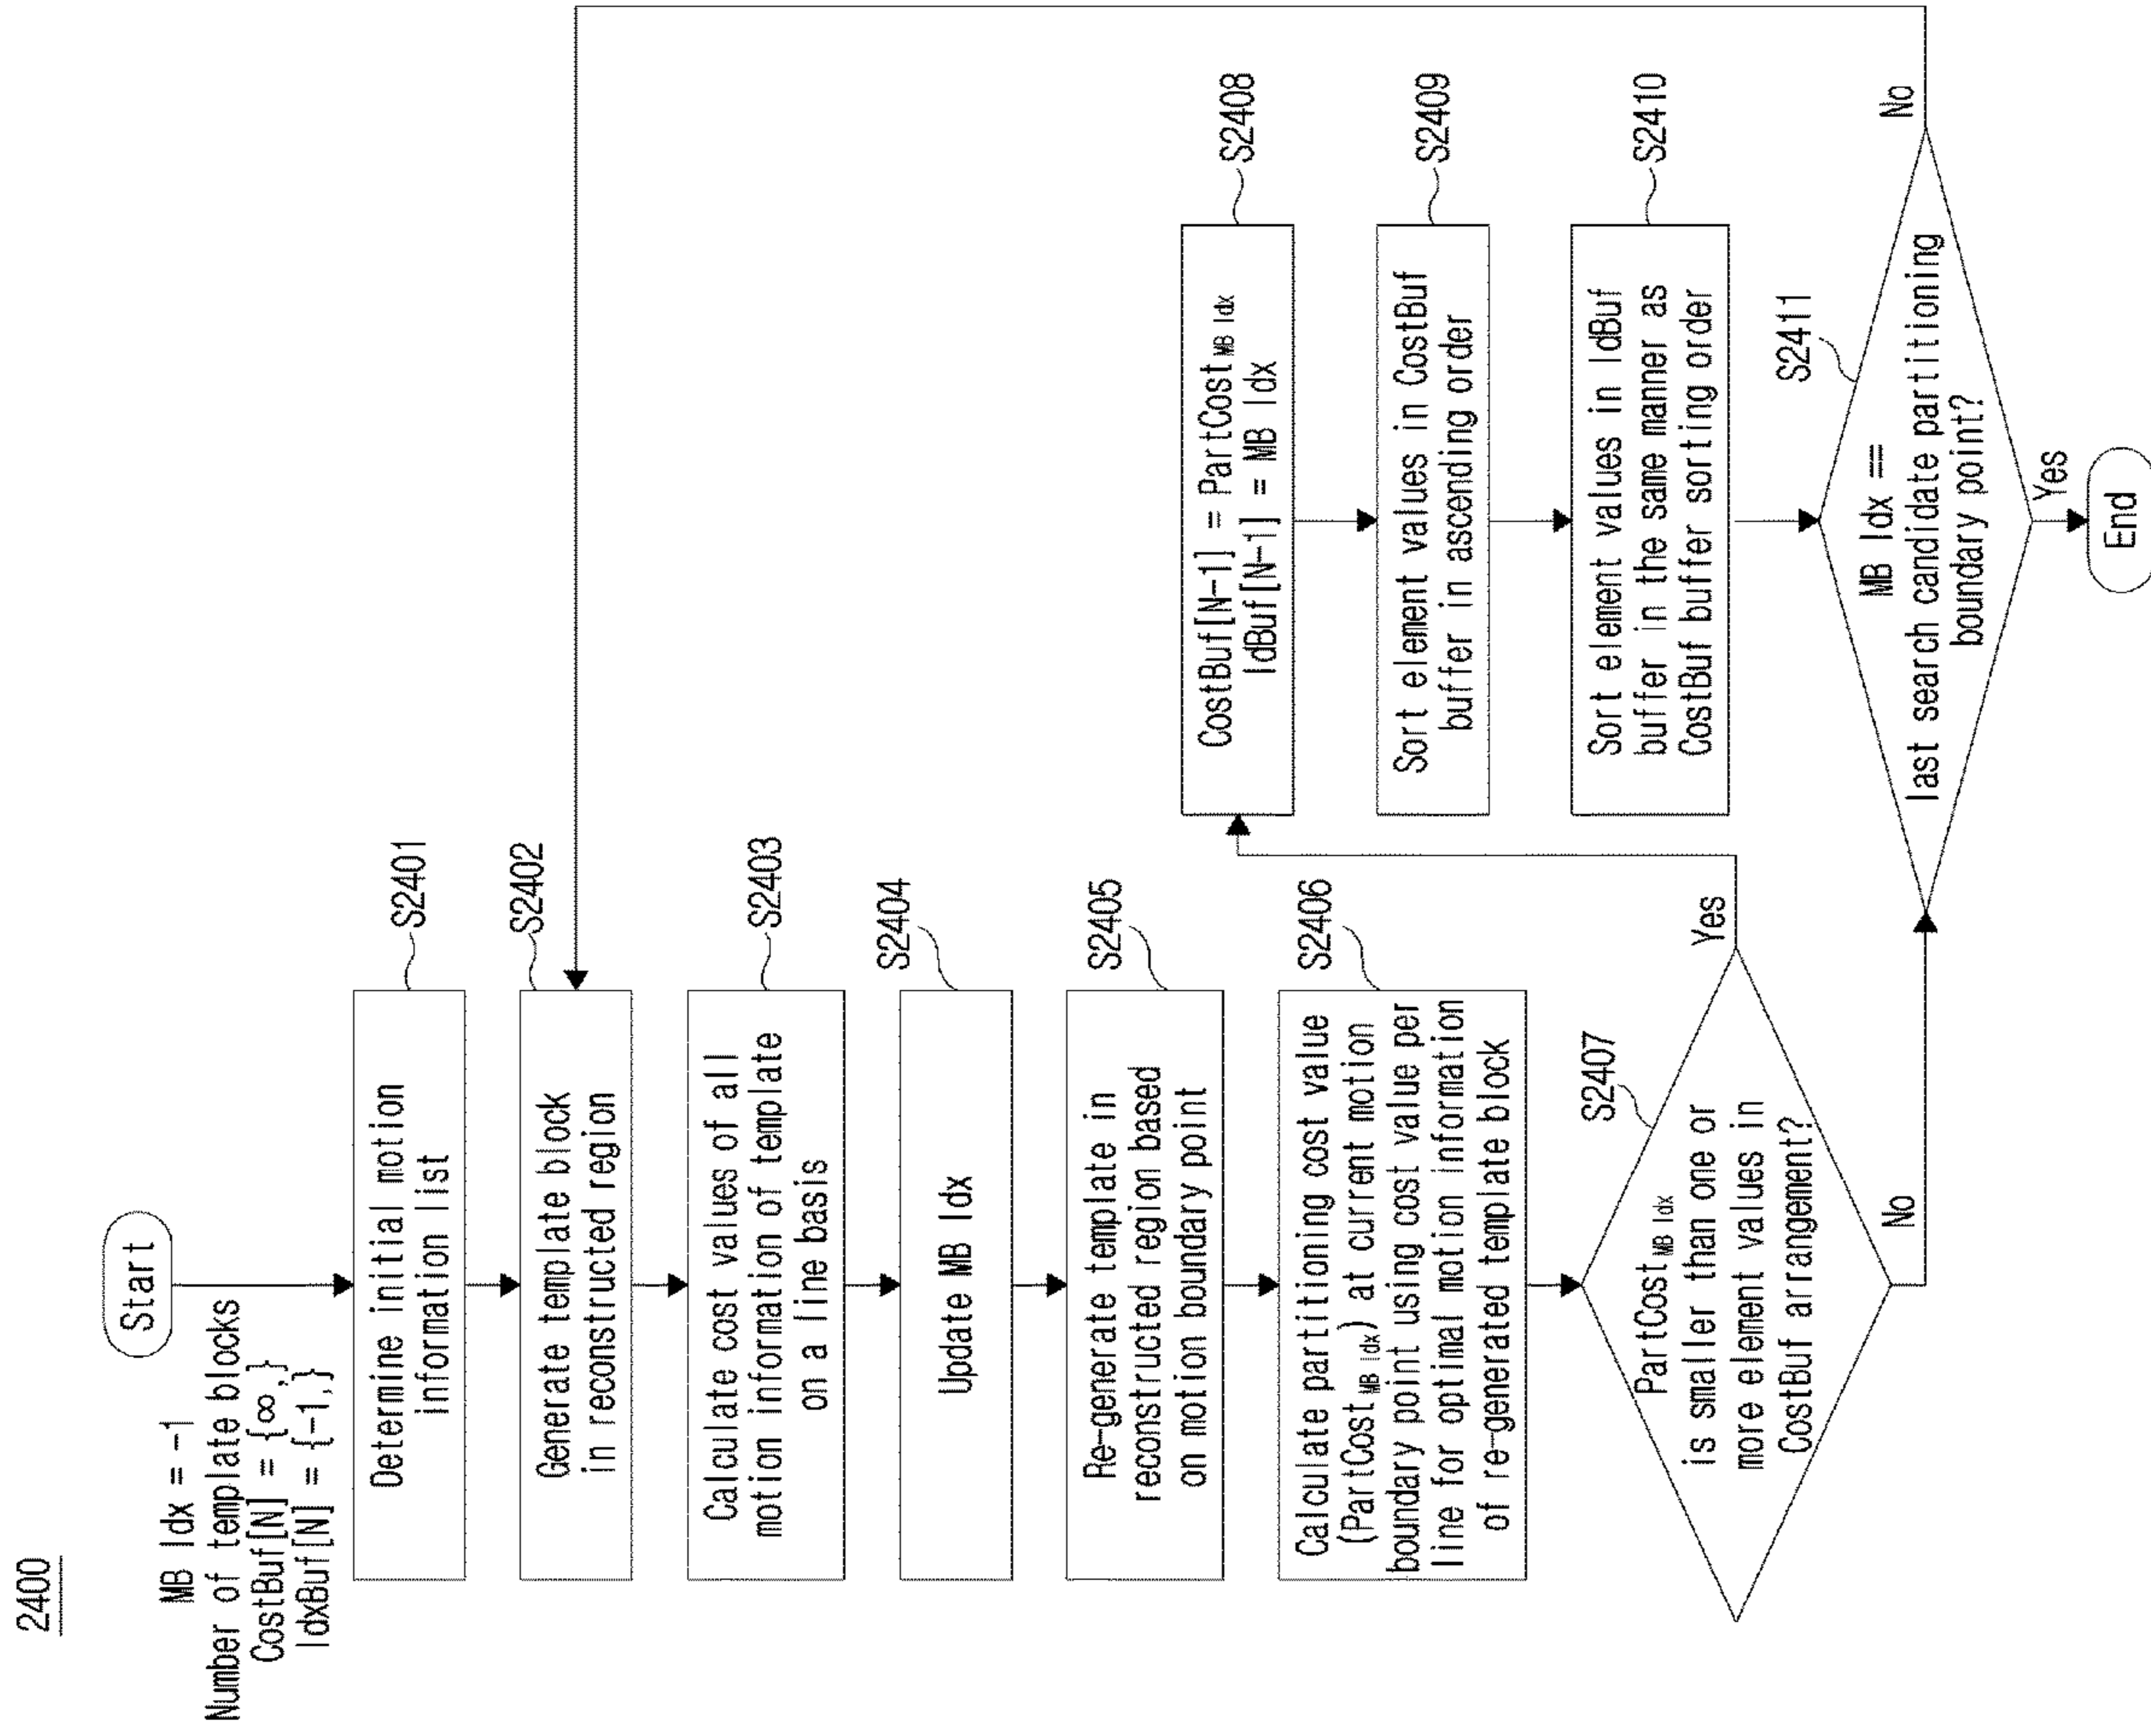 2400
Start
MB Idx = -1
Number of template blocks
CostBuf[N] = {∞,}
IdxBuf[N] = {-1,}
Determine initial motion
information list
S2401
Generate template block
in reconstructed region
S2402
Calculate cost values of all
motion information of template
on a line basis
S2403
Update MB Idx
S2404
Re-generate template in
reconstructed region based
on motion boundary point
S2405
Calculate partitioning cost value
(PartCost MB Idx) at current motion
boundary point using cost value per
line for optimal motion information
of re-generated template block
S2406
PartCost MB Idx
is smaller than one or
more element values in
CostBuf arrangement?
S2407
Yes
No
CostBuf[N-1] = PartCost MB Idx
IdBuf[N-1] = MB Idx
S2408
Sort element values in CostBuf
buffer in ascending order
S2409
Sort element values in IdBuf
buffer in the same manner as
CostBuf buffer sorting order
S2410
MB Idx ==
last search candidate partitioning
boundary point?
S2411
No
Yes
End